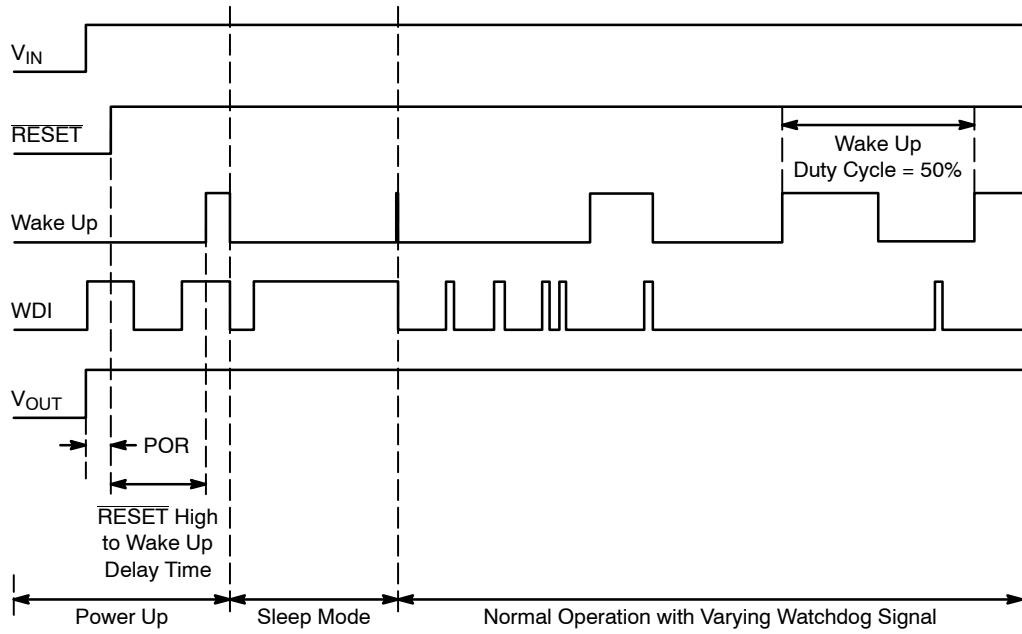 VIN
RESET
Wake Up
Duty Cycle = 50%
Wake Up
WDI
VOUT
POR
RESET High
to Wake Up
Delay Time
Power Up
Sleep Mode
Normal Operation with Varying Watchdog Signal